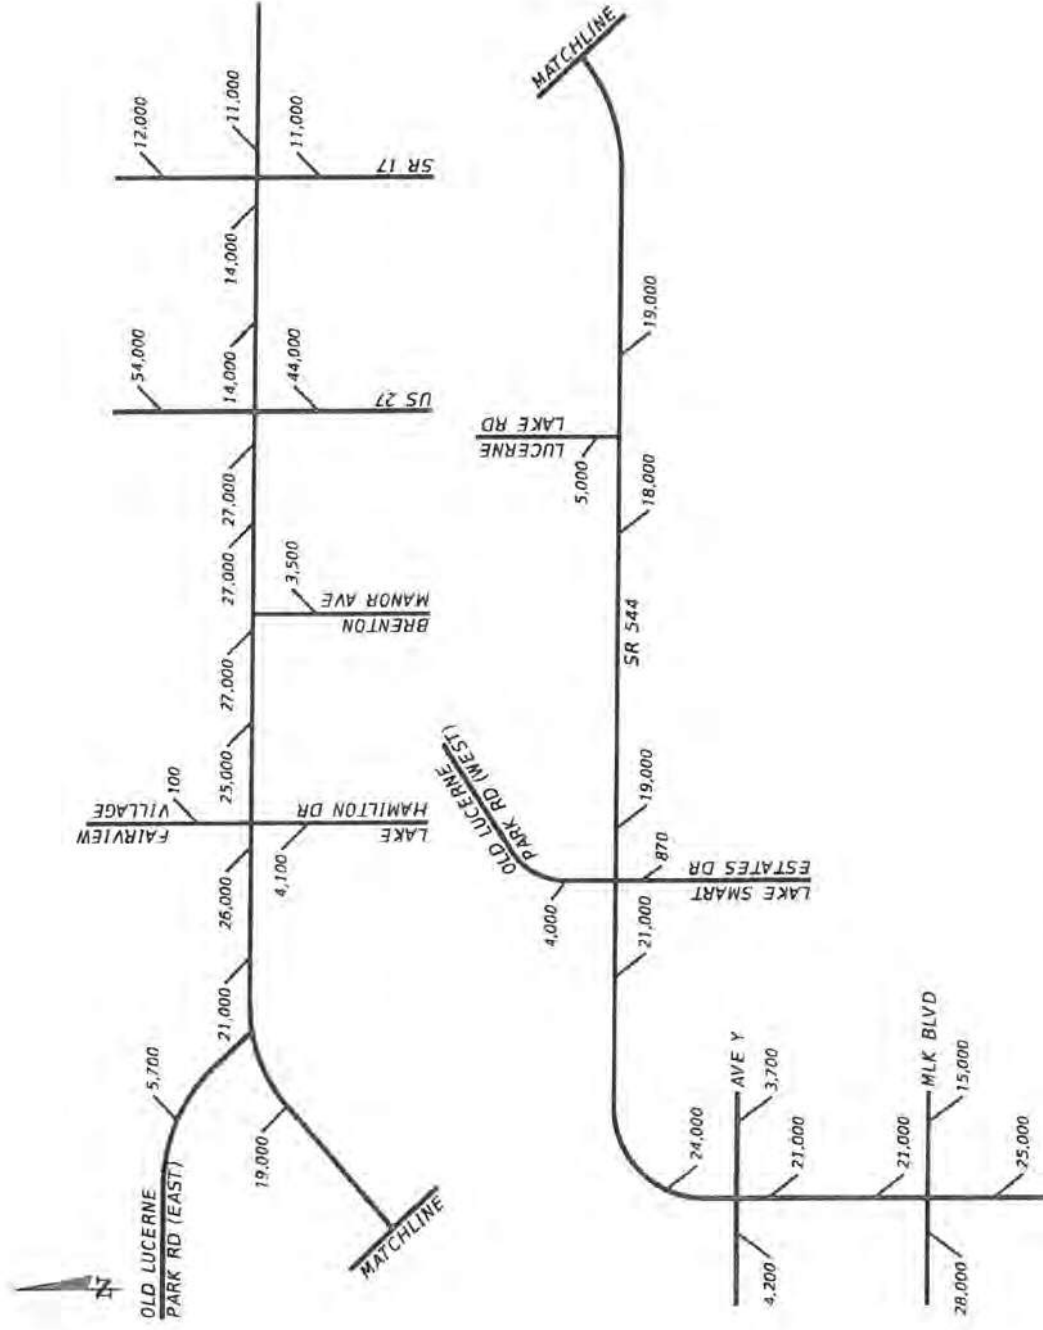 12,000
11,000
11,000
SR 17
14,000
54,000
14,000
44,000
US 27
27,000
27,000
3,500
BRENTON
MANOR AVE
27,000
25,000
100
FAIRVIEW
VILLAGE
LAKE
HAMILTON DR
4,100
26,000
21,000
5,700
OLD LUCERNE
PARK RD (EAST)
19,000
MATCHLINE
N
MATCHLINE
19,000
LUCERNE
LAKE RD
5,000
18,000
SR 544
OLD LUCERNE
PARK RD (WEST)
19,000
870
LAKE SMART
ESTATES DR
4,000
21,000
24,000
AVE Y
3,700
4,200
21,000
21,000
MLK BLVD
15,000
28,000
25,000